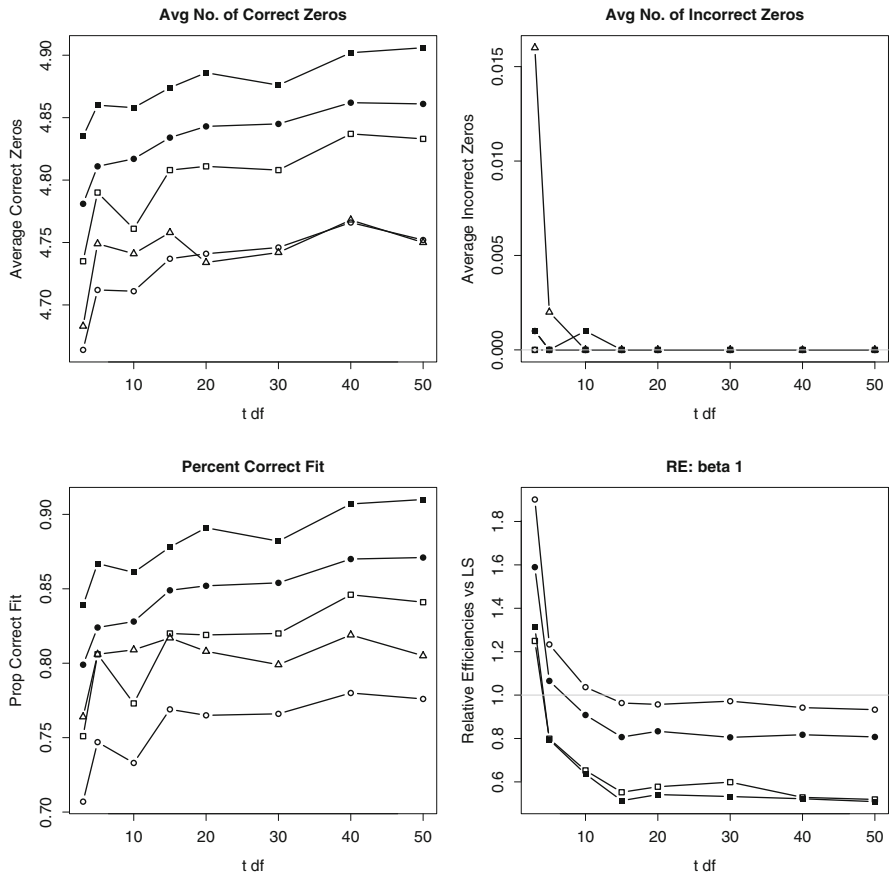 Avg No. of Correct Zeros
Average Correct Zeros
4.90
4.85
4.80
4.75
4.70
10 20 30 40 50
t df
Avg No. of Incorrect Zeros
Average Incorrect Zeros
0.015
0.010
0.005
0.000
10 20 30 40 50
t df
Percent Correct Fit
Prop Correct Fit
0.90
0.85
0.80
0.75
0.70
10 20 30 40 50
t df
RE: beta 1
Relative Efficiencies vs LS
1.8
1.6
1.4
1.2
1.0
0.8
0.6
10 20 30 40 50
t df